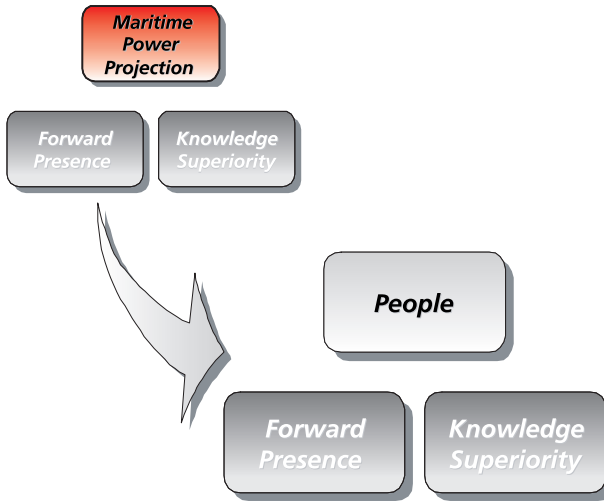 Maritime
Power
Projection
Forward
Presence
Knowledge
Superiority
People
Forward
Presence
Knowledge
Superiority